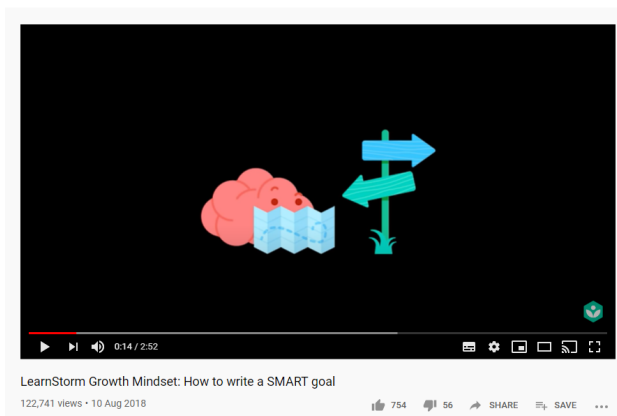 0:14 / 2:52
LearnStorm Growth Mindset: How to write a SMART goal
122,741 views • 10 Aug 2018
754 56 SHARE SAVE